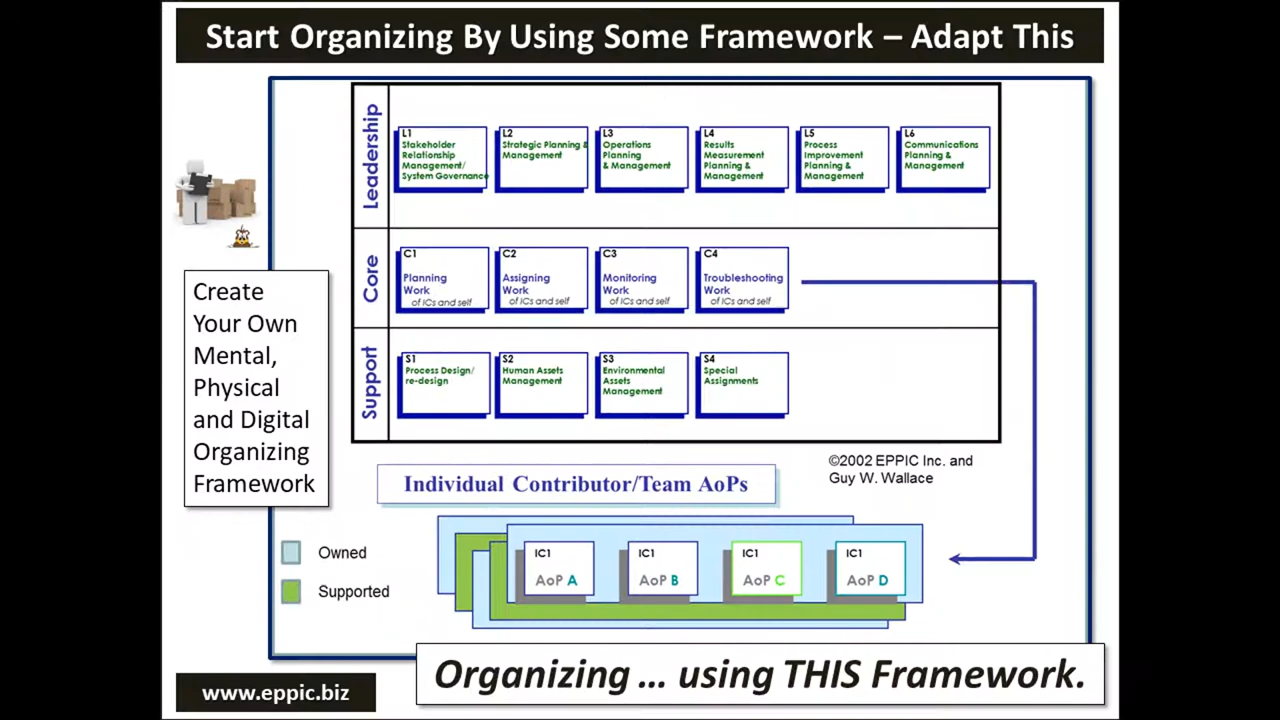 Start Organizing By Using Some Framework – Adapt This
Leadership
L1
Stakeholder
Relationship
Management/
System Governance
L2
Strategic Planning &
Management
L3
Operations
Planning
& Management
L4
Results
Measurement
Planning &
Management
L5
Process
Improvement
Planning &
Management
L6
Communications
Planning &
Management
Core
C1
Planning
Work
of ICs and self
C2
Assigning
Work
of ICs and self
C3
Monitoring
Work
of ICs and self
C4
Troubleshooting
Work
of ICs and self
Support
S1
Process Design/
re-design
S2
Human Assets
Management
S3
Environmental
Assets
Management
S4
Special
Assignments
Create
Your Own
Mental,
Physical
and Digital
Organizing
Framework
©2002 EPPIC Inc. and
Guy W. Wallace
Individual Contributor/Team AoPs
Owned
Supported
IC1
AoP A
IC1
AoP B
IC1
AoP C
IC1
AoP D
Organizing ... using THIS Framework.
www.eppic.biz